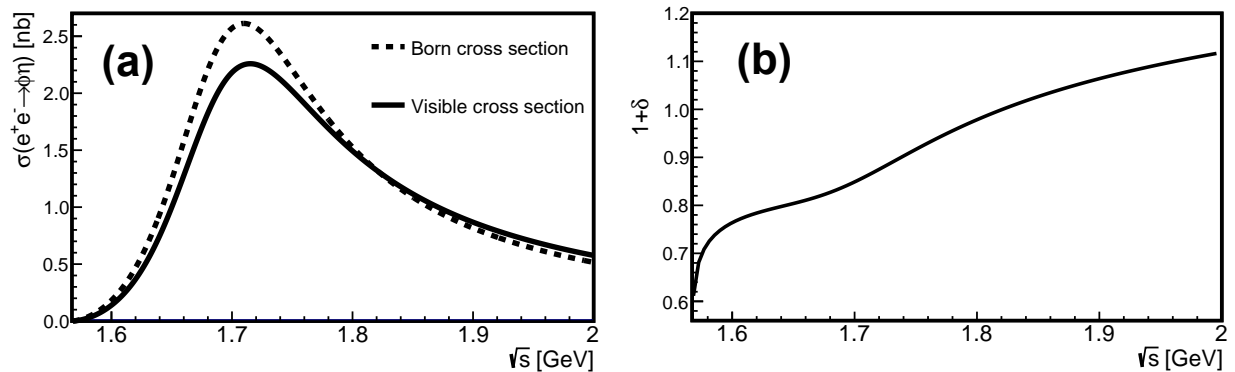 σ(e⁺e⁻→ϕη) [nb]
2.5
2.0
1.5
1.0
0.5
0.0
(a)
Born cross section
Visible cross section
1.6 1.7 1.8 1.9 2
√s [GeV]
1+δ
1.2
1.1
1.0
0.9
0.8
0.7
0.6
(b)
1.6 1.7 1.8 1.9 2
√s [GeV]